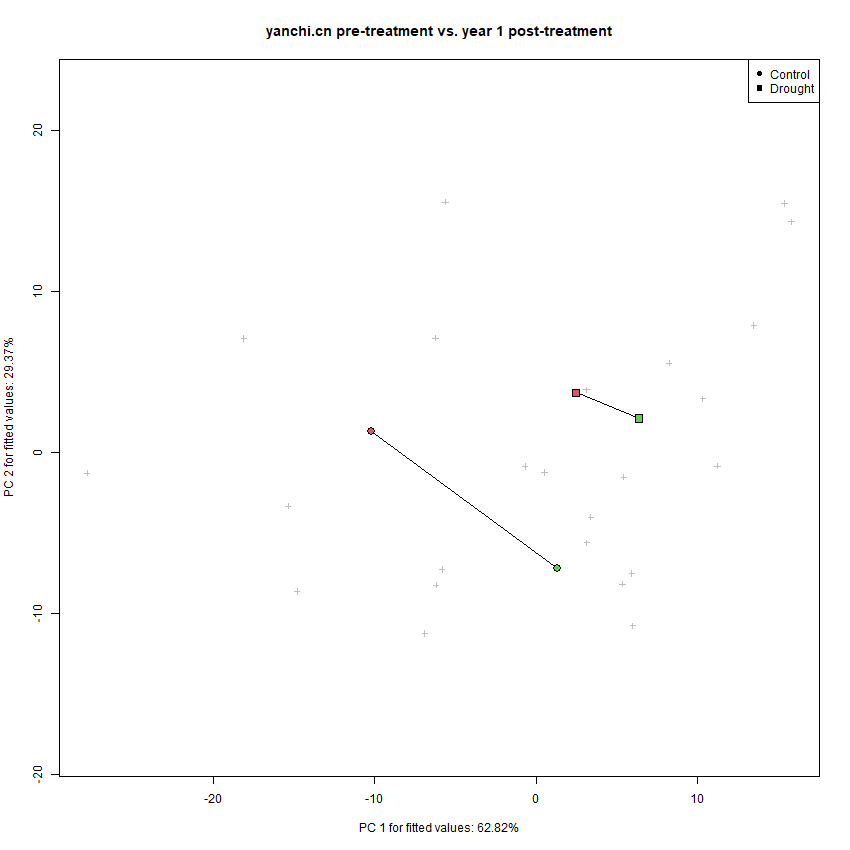 yanchi.cn pre-treatment vs. year 1 post-treatment
Control
Drought
20
10
0
-10
-20
PC 2 for fitted values: 29.37%
-20
-10
0
10
PC 1 for fitted values: 62.82%